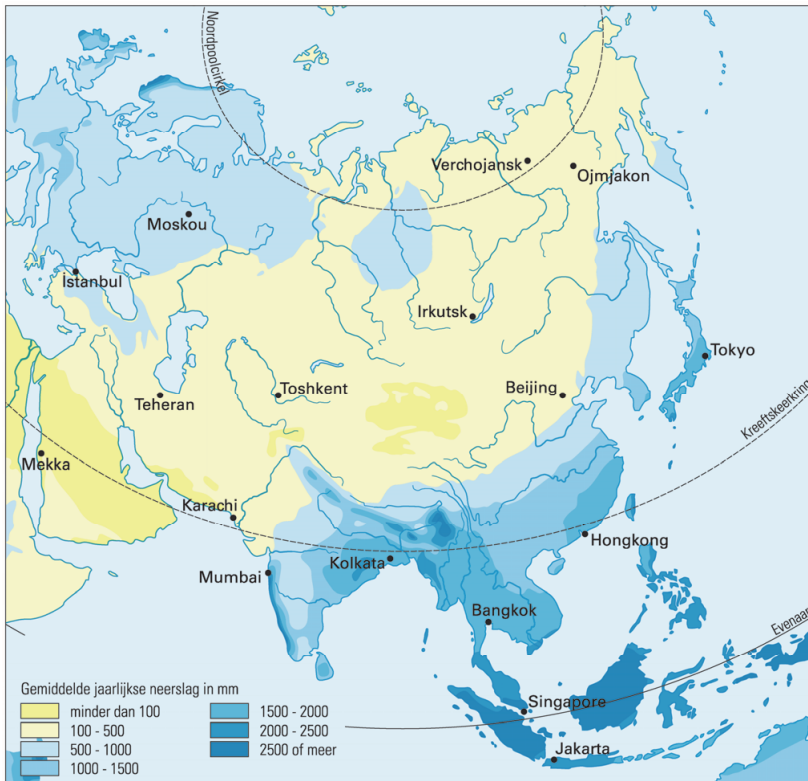 Noordpoolcirkel
Verchojansk
Ojmjakon
Moskou
İstanbul
Irkutsk
Tokyo
Toshkent
Beijing
Teheran
Kreeftskeerkring
Mekka
Karachi
Hongkong
Kolkata
Mumbai
Bangkok
Evenaar
Singapore
Jakarta
Gemiddelde jaarlijkse neerslag in mm
minder dan 100
100 - 500
500 - 1000
1000 - 1500
1500 - 2000
2000 - 2500
2500 of meer